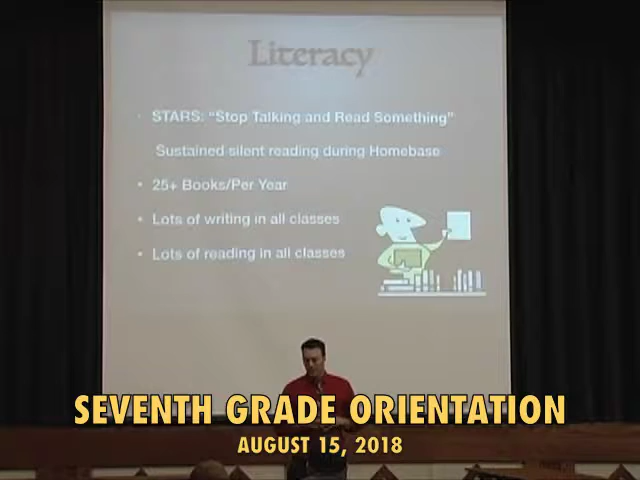 Literacy
• STARS: "Stop Talking and Read Something"
Sustained silent reading during Homebase
• 25+ Books/Per Year
• Lots of writing in all classes
• Lots of reading in all classes
SEVENTH GRADE ORIENTATION
AUGUST 15, 2018